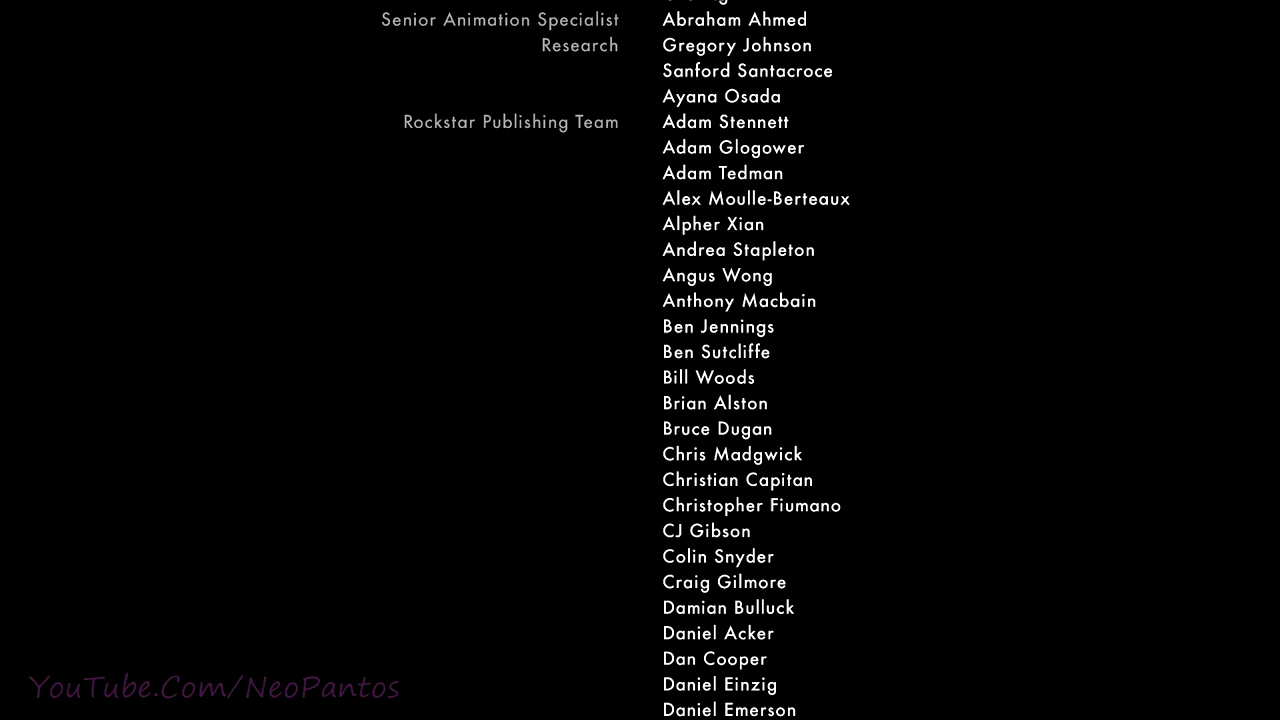 Senior Animation Specialist Abraham Ahmed
Research Gregory Johnson
Sanford Santacroce
Ayana Osada
Rockstar Publishing Team Adam Stennett
Adam Glogower
Adam Tedman
Alex Moulle-Berteaux
Alpher Xian
Andrea Stapleton
Angus Wong
Anthony Macbain
Ben Jennings
Ben Sutcliffe
Bill Woods
Brian Alston
Bruce Dugan
Chris Madgwick
Christian Capitan
Christopher Fiumano
CJ Gibson
Colin Snyder
Craig Gilmore
Damian Bulluck
Daniel Acker
Dan Cooper
Daniel Einzig
Daniel Emerson
YouTube.Com/NeoPantos